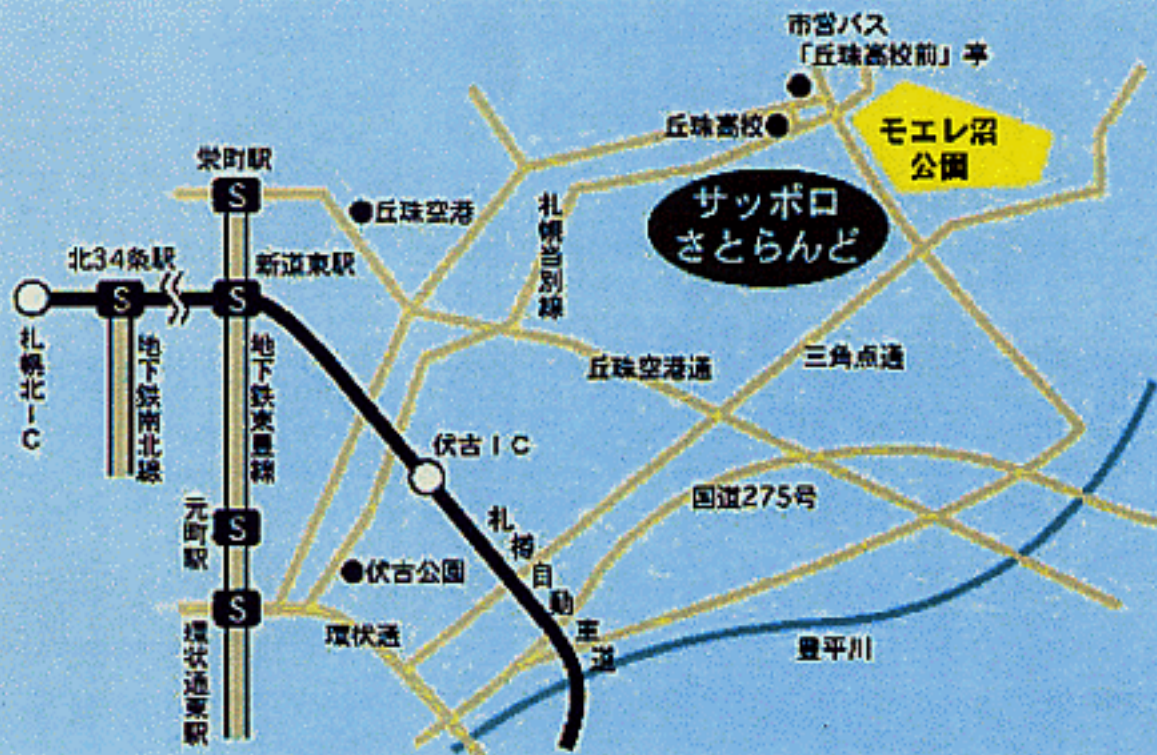 市営バス
「丘珠高校前」亭
丘珠高校
モエレ沼
公園
栄町駅
丘珠空港
サッポロ
さとらんど
札幌当別線
北34条駅
新道東駅
S
S
S
札幌北IC
地下鉄南北線
地下鉄東豊線
丘珠空港通
三角点通
伏古IC
国道275号
元町駅
S
札樽自動車道
伏古公園
S
環状通
環状通東駅
豊平川